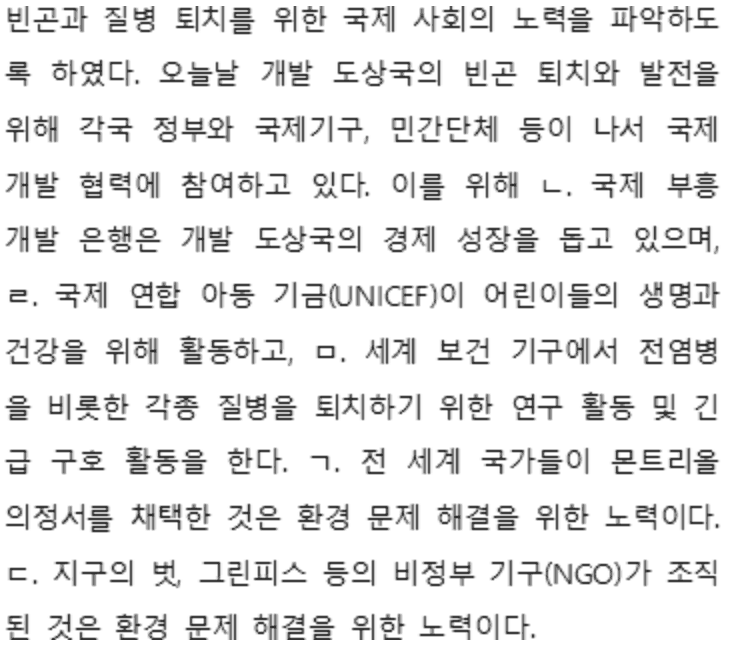 빈곤과 질병 퇴치를 위한 국제 사회의 노력을 파악하도
록 하였다. 오늘날 개발 도상국의 빈곤 퇴치와 발전을
위해 각국 정부와 국제기구, 민간단체 등이 나서 국제
개발 협력에 참여하고 있다. 이를 위해 ㄴ. 국제 부흥
개발 은행은 개발 도상국의 경제 성장을 돕고 있으며,
ㄹ. 국제 연합 아동 기금(UNICEF)이 어린이들의 생명과
건강을 위해 활동하고, ㅁ. 세계 보건 기구에서 전염병
을 비롯한 각종 질병을 퇴치하기 위한 연구 활동 및 긴
급 구호 활동을 한다. ㄱ. 전 세계 국가들이 몬트리올
의정서를 채택한 것은 환경 문제 해결을 위한 노력이다.
ㄷ. 지구의 벗, 그린피스 등의 비정부 기구(NGO)가 조직
된 것은 환경 문제 해결을 위한 노력이다.